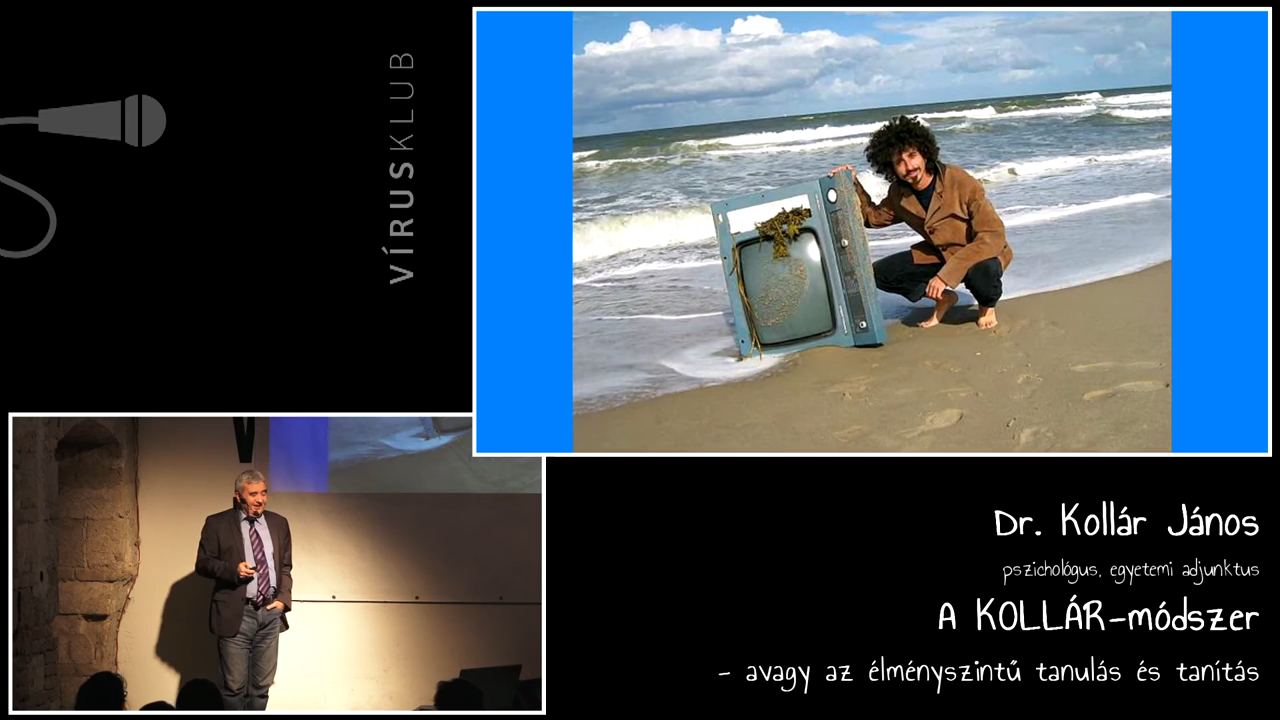 VÍRUSKLUB
Dr. Kollár János
pszichológus, egyetemi adjunktus
A KOLLÁR-módszer
- avagy az élményszintű tanulás és tanítás